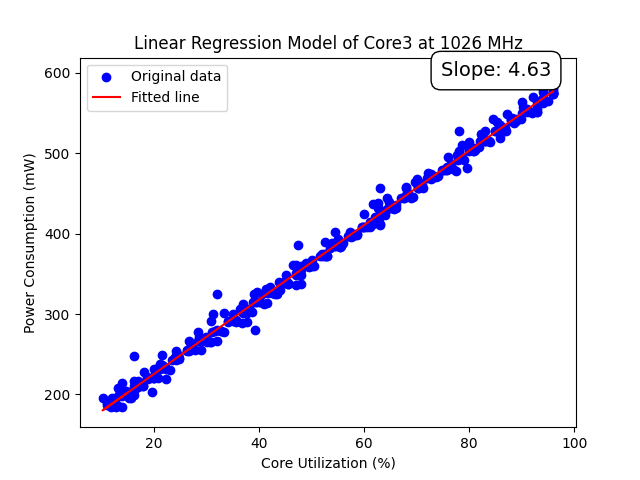 Linear Regression Model of Core3 at 1026 MHz
Slope: 4.63
Original data
Fitted line
600
500
400
300
200
Power Consumption (mW)
20 40 60 80 100
Core Utilization (%)